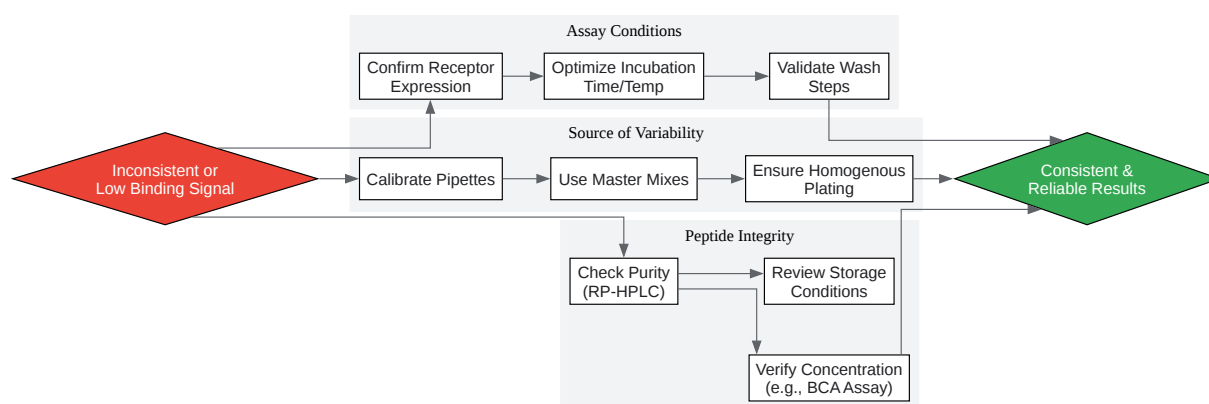 Assay Conditions
Confirm Receptor
Expression
Optimize Incubation
Time/Temp
Validate Wash
Steps
Source of Variability
Inconsistent or
Low Binding Signal
Calibrate Pipettes
Use Master Mixes
Ensure Homogenous
Plating
Consistent &
Reliable Results
Peptide Integrity
Check Purity
(RP-HPLC)
Review Storage
Conditions
Verify Concentration
(e.g., BCA Assay)